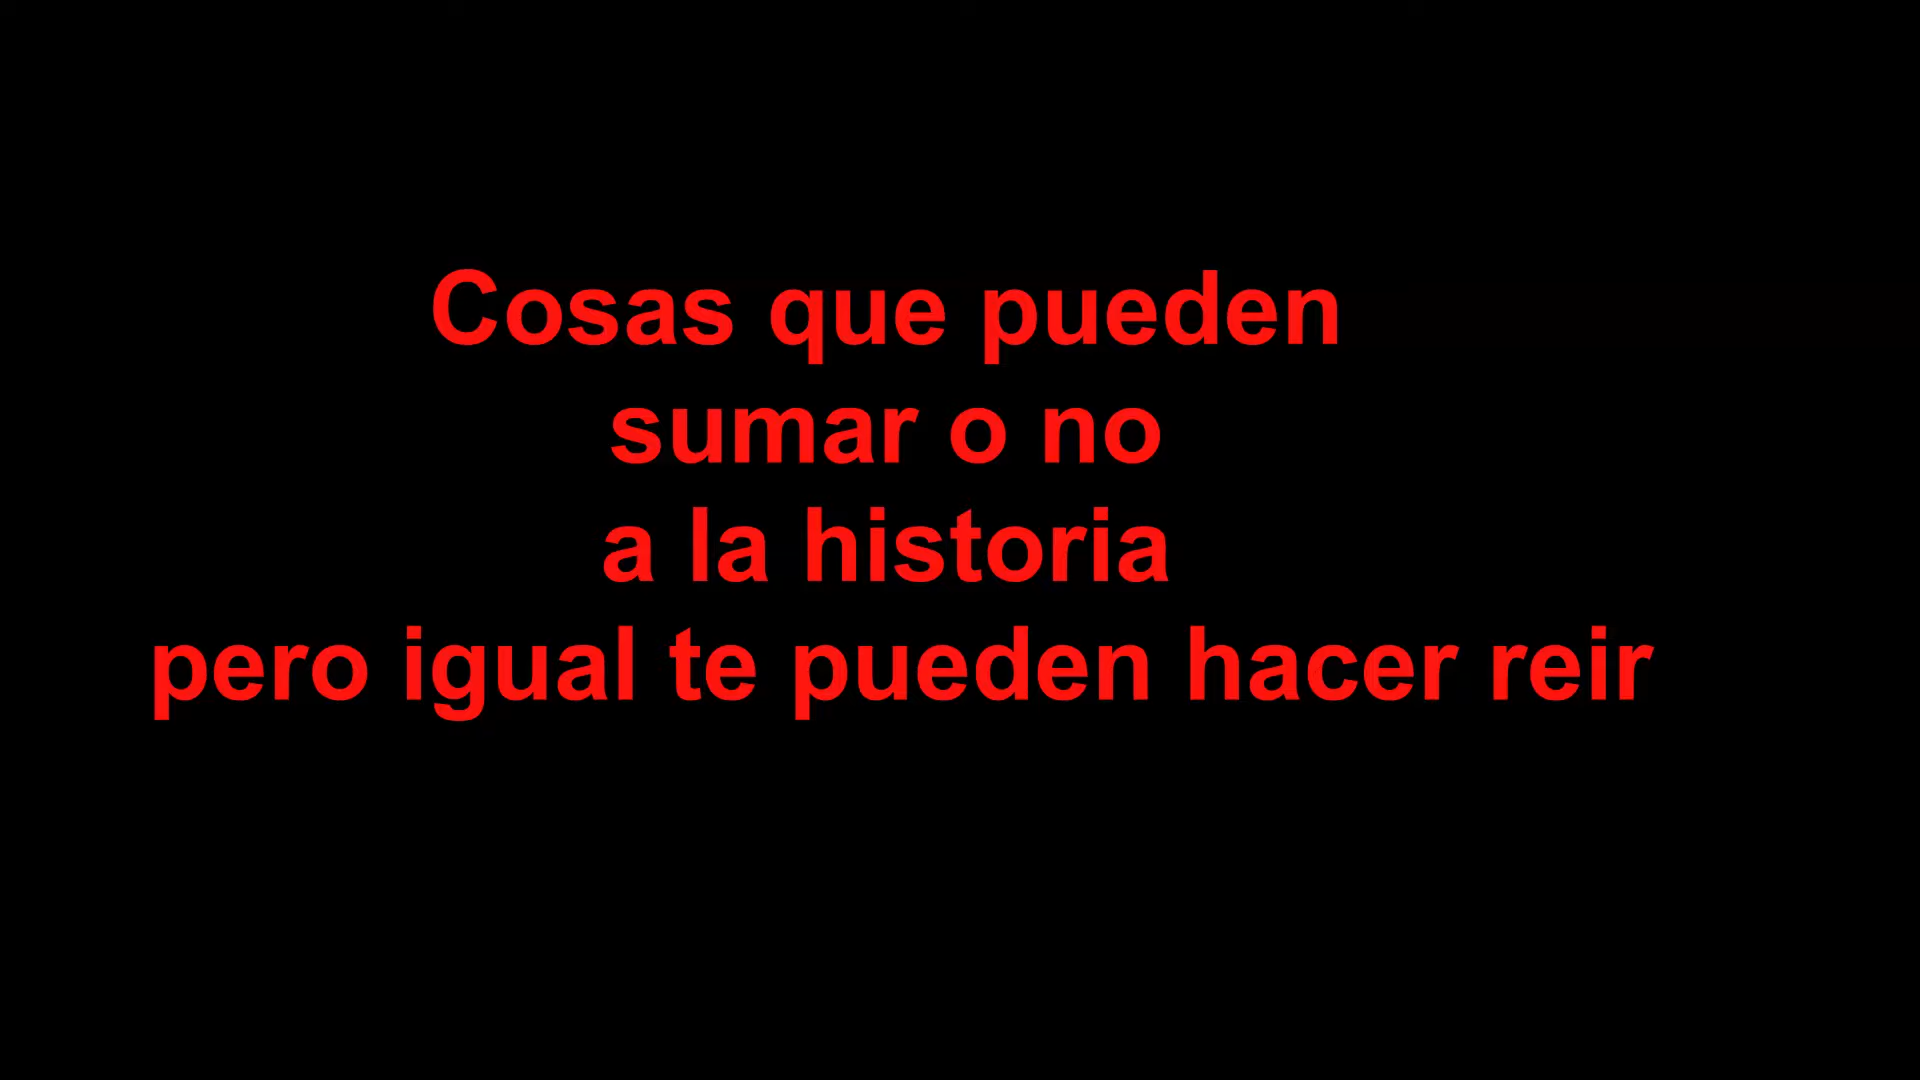 Cosas que pueden
sumar o no
a la historia
pero igual te pueden hacer reir